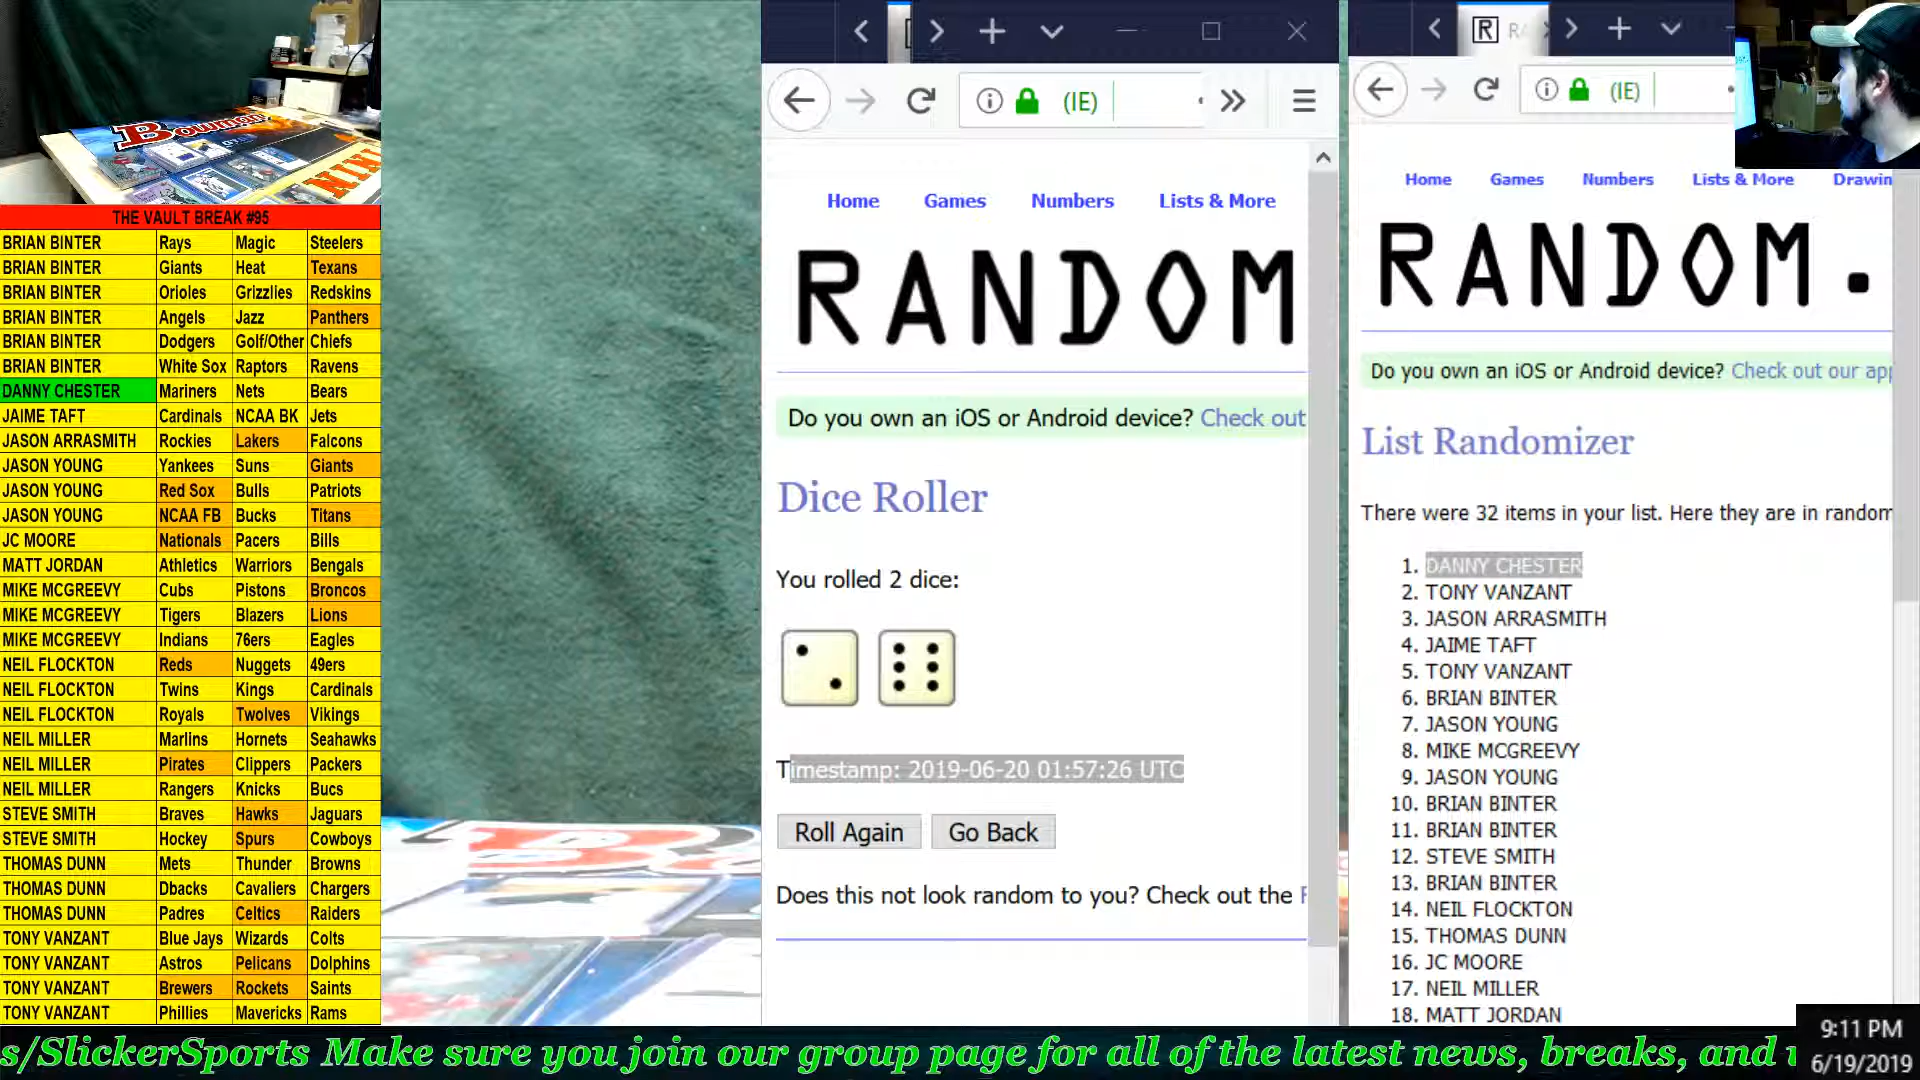 Bowman
NIN
THE VAULT BREAK #95
BRIAN BINTER Rays Magic Steelers
BRIAN BINTER Giants Heat Texans
BRIAN BINTER Orioles Grizzlies Redskins
BRIAN BINTER Angels Jazz Panthers
BRIAN BINTER Dodgers Golf/Other Chiefs
BRIAN BINTER White Sox Raptors Ravens
DANNY CHESTER Mariners Nets Bears
JAIME TAFT Cardinals NCAA BK Jets
JASON ARRASMITH Rockies Lakers Falcons
JASON YOUNG Yankees Suns Giants
JASON YOUNG Red Sox Bulls Patriots
JASON YOUNG NCAA FB Bucks Titans
JC MOORE Nationals Pacers Bills
MATT JORDAN Athletics Warriors Bengals
MIKE MCGREEVY Cubs Pistons Broncos
MIKE MCGREEVY Tigers Blazers Lions
MIKE MCGREEVY Indians 76ers Eagles
NEIL FLOCKTON Reds Nuggets 49ers
NEIL FLOCKTON Twins Kings Cardinals
NEIL FLOCKTON Royals Twolves Vikings
NEIL MILLER Marlins Hornets Seahawks
NEIL MILLER Pirates Clippers Packers
NEIL MILLER Rangers Knicks Bucs
STEVE SMITH Braves Hawks Jaguars
STEVE SMITH Hockey Spurs Cowboys
THOMAS DUNN Mets Thunder Browns
THOMAS DUNN Dbacks Cavaliers Chargers
THOMAS DUNN Padres Celtics Raiders
TONY VANZANT Blue Jays Wizards Colts
TONY VANZANT Astros Pelicans Dolphins
TONY VANZANT Brewers Rockets Saints
TONY VANZANT Phillies Mavericks Rams
(IE)
Home Games Numbers Lists & More
RANDOM
Do you own an iOS or Android device? Check out
Dice Roller
You rolled 2 dice:
Timestamp: 2019-06-20 01:57:26 UTC
Roll Again Go Back
Does this not look random to you? Check out the
R
(IE)
Home Games Numbers Lists & More Drawin
RANDOM.
Do you own an iOS or Android device? Check out our app
List Randomizer
There were 32 items in your list. Here they are in random
1. DANNY CHESTER
2. TONY VANZANT
3. JASON ARRASMITH
4. JAIME TAFT
5. TONY VANZANT
6. BRIAN BINTER
7. JASON YOUNG
8. MIKE MCGREEVY
9. JASON YOUNG
10. BRIAN BINTER
11. BRIAN BINTER
12. STEVE SMITH
13. BRIAN BINTER
14. NEIL FLOCKTON
15. THOMAS DUNN
16. JC MOORE
17. NEIL MILLER
18. MATT JORDAN
s/SlickerSports Make sure you join our group page for all of the latest news, breaks, and
9:11 PM
6/19/2019